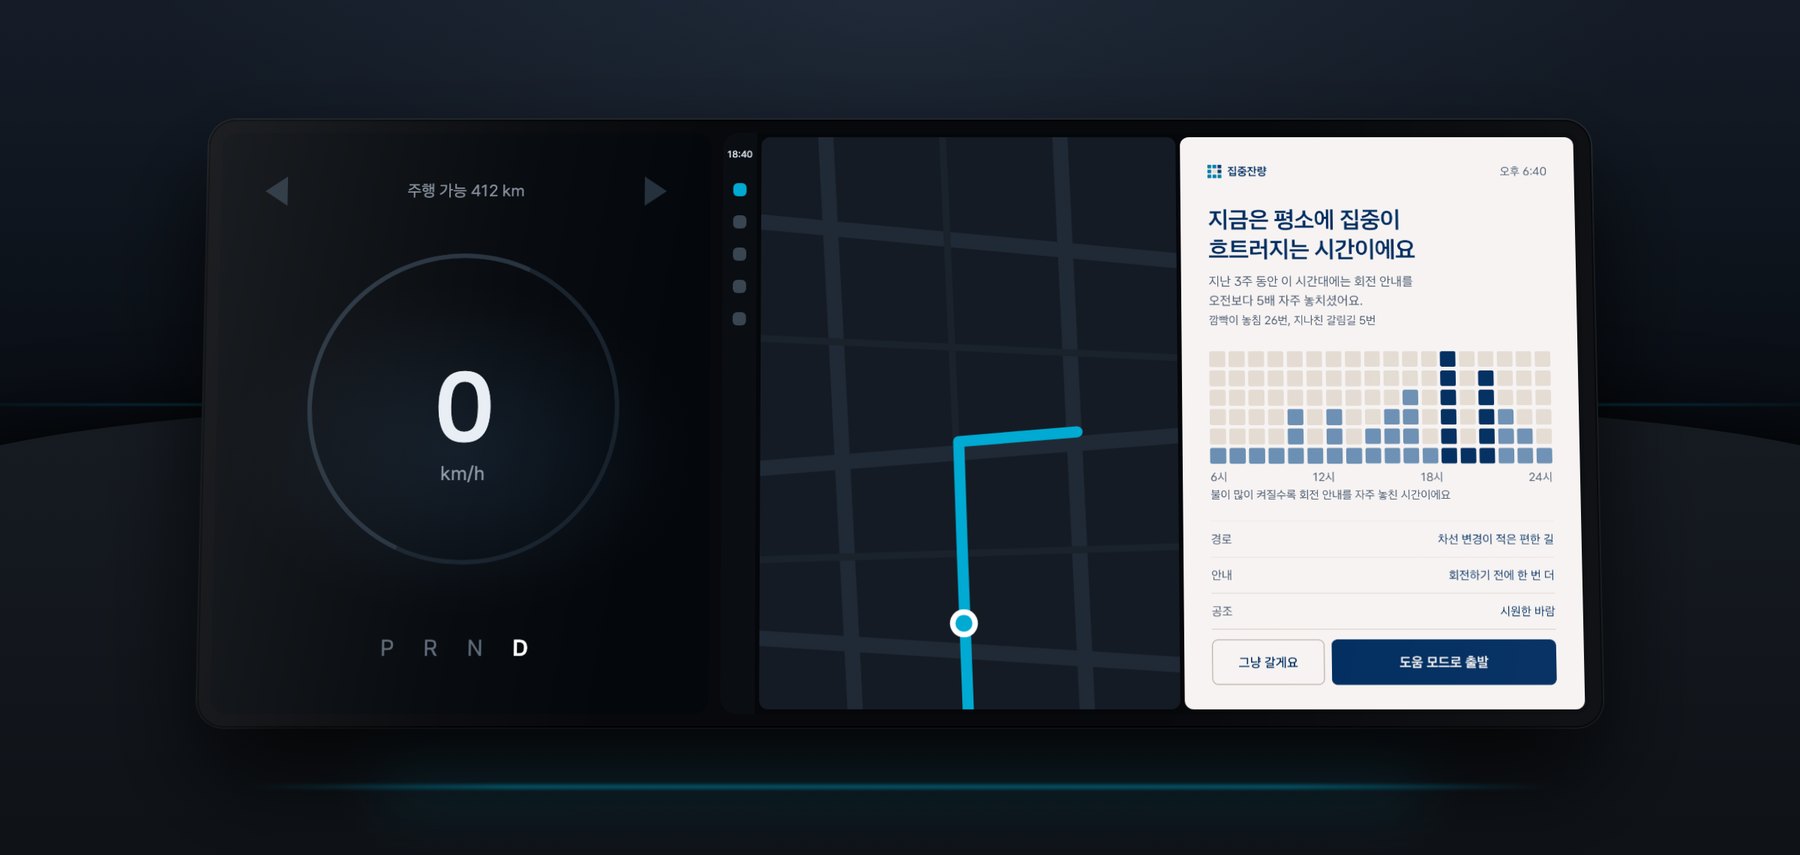 주행 가능 412 km
0
km/h
P R N D
18:40
집중잔량
오후 6:40
지금은 평소에 집중이
흐트러지는 시간이에요
지난 3주 동안 이 시간대에는 회전 안내를
오전보다 5배 자주 놓치셨어요.
깜빡이 놓침 26번, 지나친 갈림길 5번
6시 12시 18시 24시
불이 많이 켜질수록 회전 안내를 자주 놓친 시간이에요
경로 차선 변경이 적은 편한 길
안내 회전하기 전에 한 번 더
공조 시원한 바람
그냥 갈게요 도움 모드로 출발